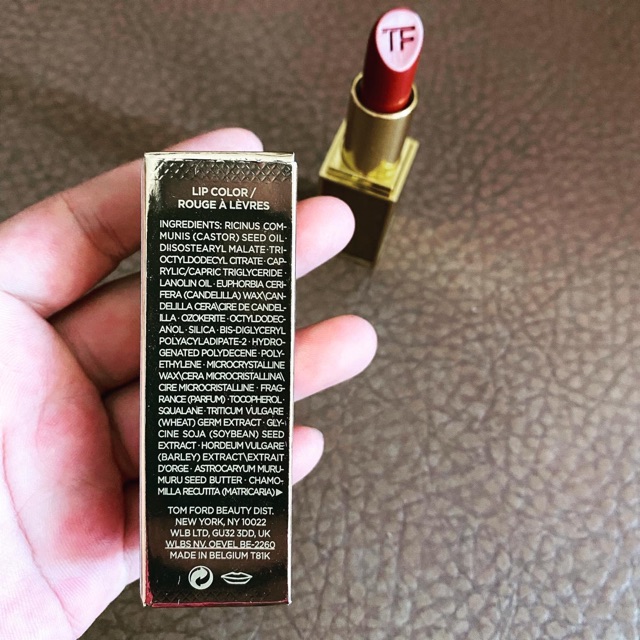 TF
LIP COLOR /
ROUGE À LÈVRES
INGREDIENTS: RICINUS COM-
MUNIS (CASTOR) SEED OIL·
DIISOSTEARYL MALATE·TRI-
OCTYLDODECYL CITRATE·CAP-
RYLIC/CAPRIC TRIGLYCERIDE·
LANOLIN OIL·EUPHORBIA CERI-
FERA (CANDELILLA) WAX\CAN-
DELILLA CERA\CIRE DE CANDEL-
ILLA·OZOKERITE·OCTYLDODEC-
ANOL·SILICA·BIS-DIGLYCERYL
POLYACYLADIPATE-2·HYDRO-
GENATED POLYDECENE·POLY-
ETHYLENE·MICROCRYSTALLINE
WAX\CERA MICROCRISTALLINA\
CIRE MICROCRISTALLINE·FRAG-
RANCE (PARFUM)·TOCOPHEROL·
SQUALANE·TRITICUM VULGARE
(WHEAT) GERM EXTRACT·GLY-
CINE SOJA (SOYBEAN) SEED
EXTRACT·HORDEUM VULGARE
(BARLEY) EXTRACT\EXTRAIT
D'ORGE·ASTROCARYUM MURU-
MURU SEED BUTTER·CHAMO-
MILLA RECUTITA (MATRICARIA)▶
TOM FORD BEAUTY DIST.
NEW YORK, NY 10022
WLB LTD, GU32 3DD, UK
WLBS NV, OEVEL BE-2260
MADE IN BELGIUM T81K